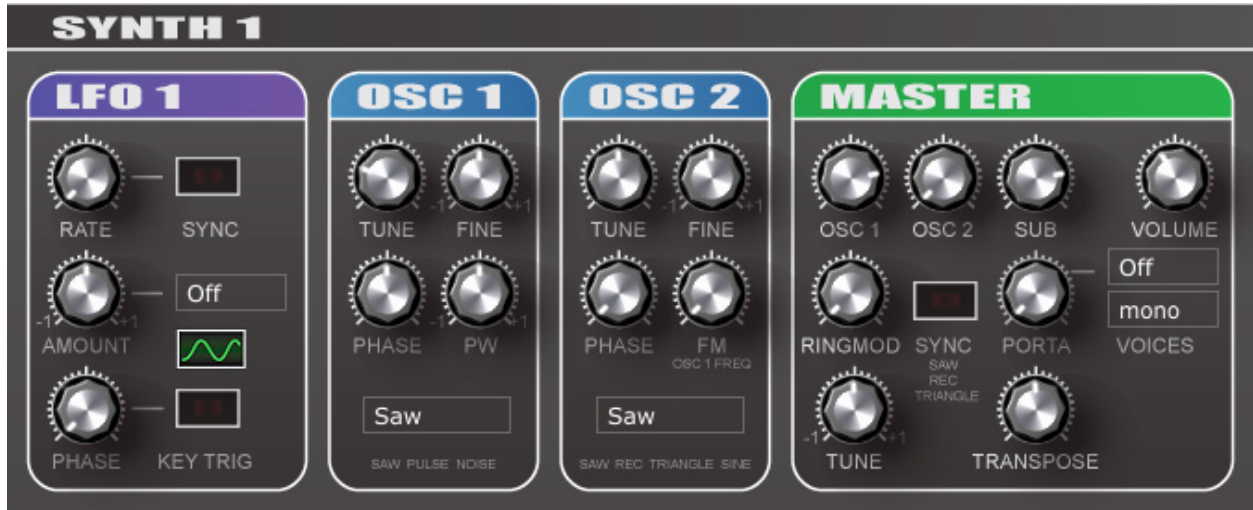 SYNTH 1
LFO 1
RATE
SYNC
Off
-1 +1
AMOUNT
PHASE
KEY TRIG
OSC 1
-1 +1
TUNE
FINE
-1 +1
PHASE
PW
Saw
SAW PULSE NOISE
OSC 2
-1 +1
TUNE
FINE
PHASE
FM
OSC 1 FREQ
Saw
SAW REC TRIANGLE SINE
MASTER
OSC 1
OSC 2
SUB
VOLUME
Off
mono
RINGMOD
SYNC
PORTA
VOICES
SAW
REC
TRIANGLE
-1 +1
TUNE
TRANSPOSE